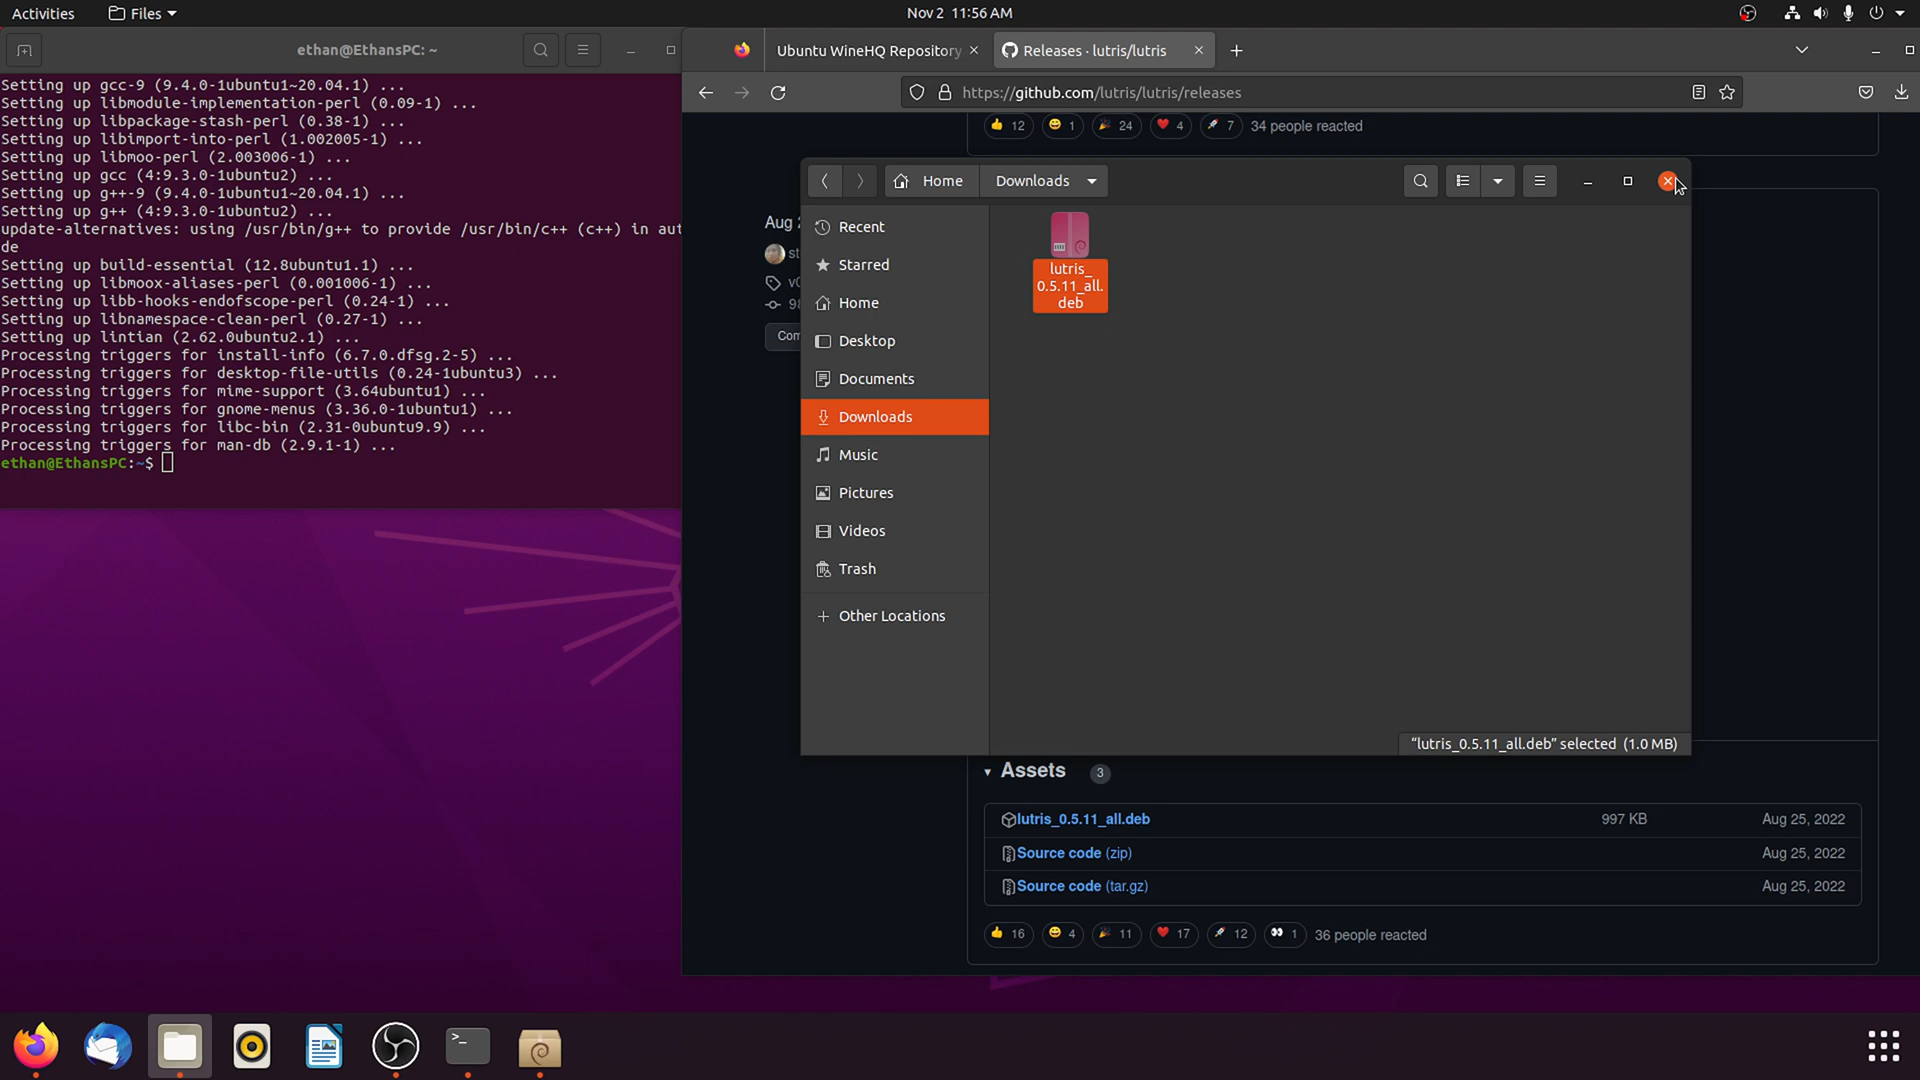 Activities
Files
Nov 2 11:56 AM
ethan@EthansPC: ~
Setting up gcc-9 (9.4.0-1ubuntu1~20.04.1) ...
Setting up libmodule-implementation-perl (0.09-1) ...
Setting up libpackage-stash-perl (0.38-1) ...
Setting up libimport-into-perl (1.002005-1) ...
Setting up libmoo-perl (2.003006-1) ...
Setting up gcc (4:9.3.0-1ubuntu2) ...
Setting up g++-9 (9.4.0-1ubuntu1~20.04.1) ...
Setting up g++ (4:9.3.0-1ubuntu2) ...
update-alternatives: using /usr/bin/g++ to provide /usr/bin/c++ (c++) in aut
de
Setting up build-essential (12.8ubuntu1.1) ...
Setting up libmoox-aliases-perl (0.001006-1) ...
Setting up libb-hooks-endofscope-perl (0.24-1) ...
Setting up libnamespace-clean-perl (0.27-1) ...
Setting up lintian (2.62.0ubuntu2.1) ...
Processing triggers for install-info (6.7.0.dfsg.2-5) ...
Processing triggers for desktop-file-utils (0.24-1ubuntu3) ...
Processing triggers for mime-support (3.64ubuntu1) ...
Processing triggers for gnome-menus (3.36.0-1ubuntu1) ...
Processing triggers for libc-bin (2.31-0ubuntu9.9) ...
Processing triggers for man-db (2.9.1-1) ...
ethan@EthansPC:~$
Ubuntu WineHQ Repository
Releases · lutris/lutris
https://github.com/lutris/lutris/releases
12 1 24 4 7 34 people reacted
Aug 2
st
v0
98
Com
Home Downloads
Recent
Starred
Home
Desktop
Documents
Downloads
Music
Pictures
Videos
Trash
Other Locations
lutris_
0.5.11_all.
deb
"lutris_0.5.11_all.deb" selected (1.0 MB)
Assets 3
lutris_0.5.11_all.deb 997 KB Aug 25, 2022
Source code (zip) Aug 25, 2022
Source code (tar.gz) Aug 25, 2022
16 4 11 17 12 1 36 people reacted